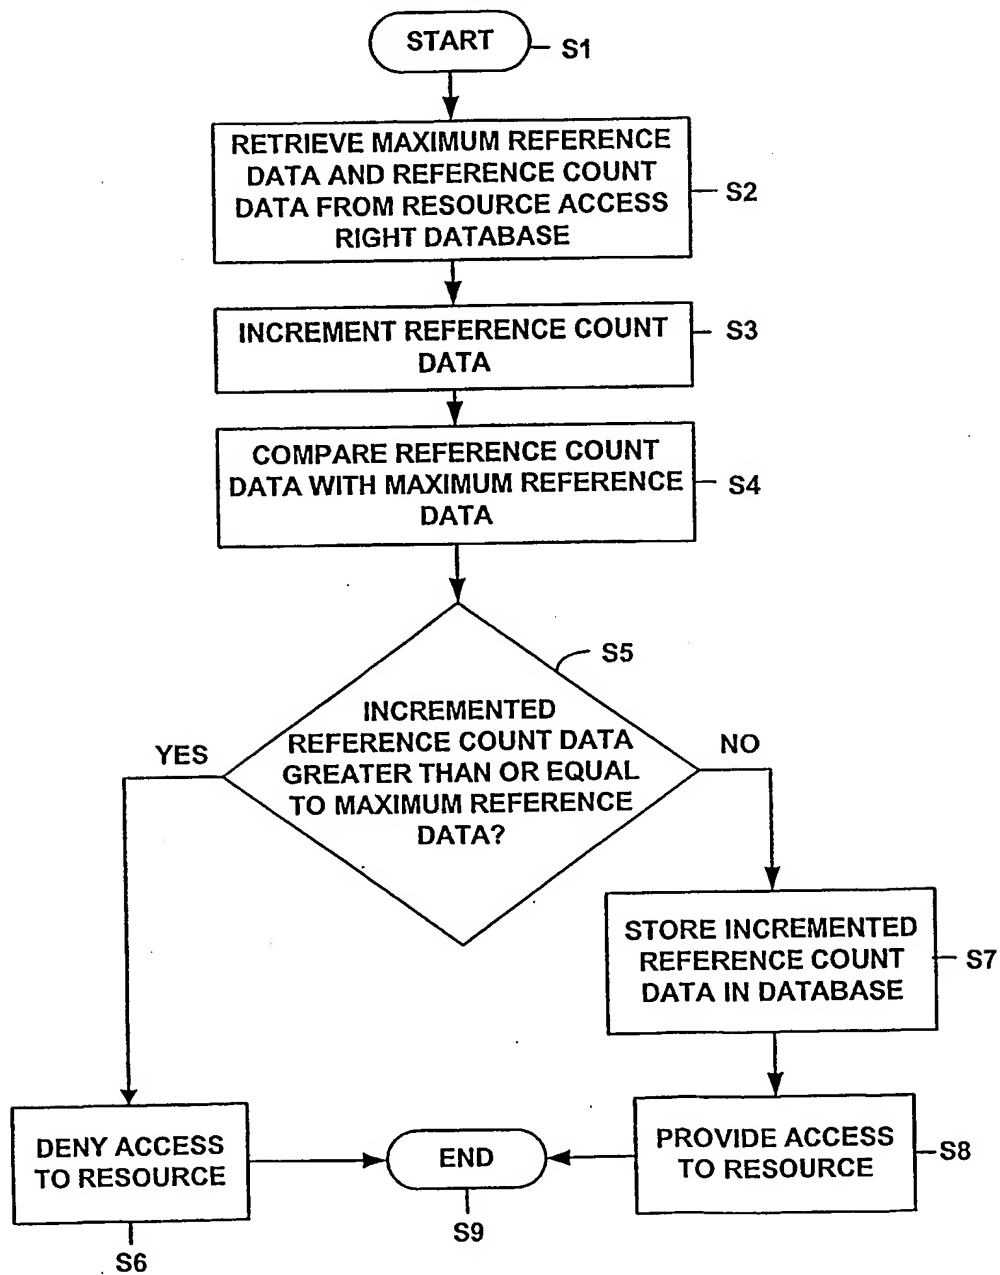 START
S1
RETRIEVE MAXIMUM REFERENCE
DATA AND REFERENCE COUNT
DATA FROM RESOURCE ACCESS
RIGHT DATABASE
S2
INCREMENT REFERENCE COUNT
DATA
S3
COMPARE REFERENCE COUNT
DATA WITH MAXIMUM REFERENCE
DATA
S4
S5
INCREMENTED
REFERENCE COUNT DATA
GREATER THAN OR EQUAL
TO MAXIMUM REFERENCE
DATA?
YES
NO
STORE INCREMENTED
REFERENCE COUNT
DATA IN DATABASE
S7
DENY ACCESS
TO RESOURCE
S6
END
S9
PROVIDE ACCESS
TO RESOURCE
S8